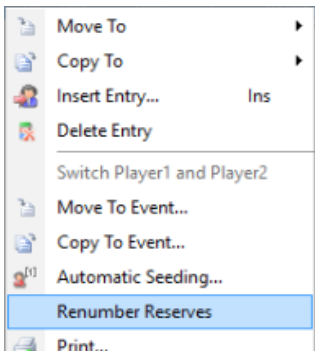 Move To
Copy To
Insert Entry... Ins
Delete Entry
Switch Player1 and Player2
Move To Event...
Copy To Event...
[1] Automatic Seeding...
Renumber Reserves
Print...